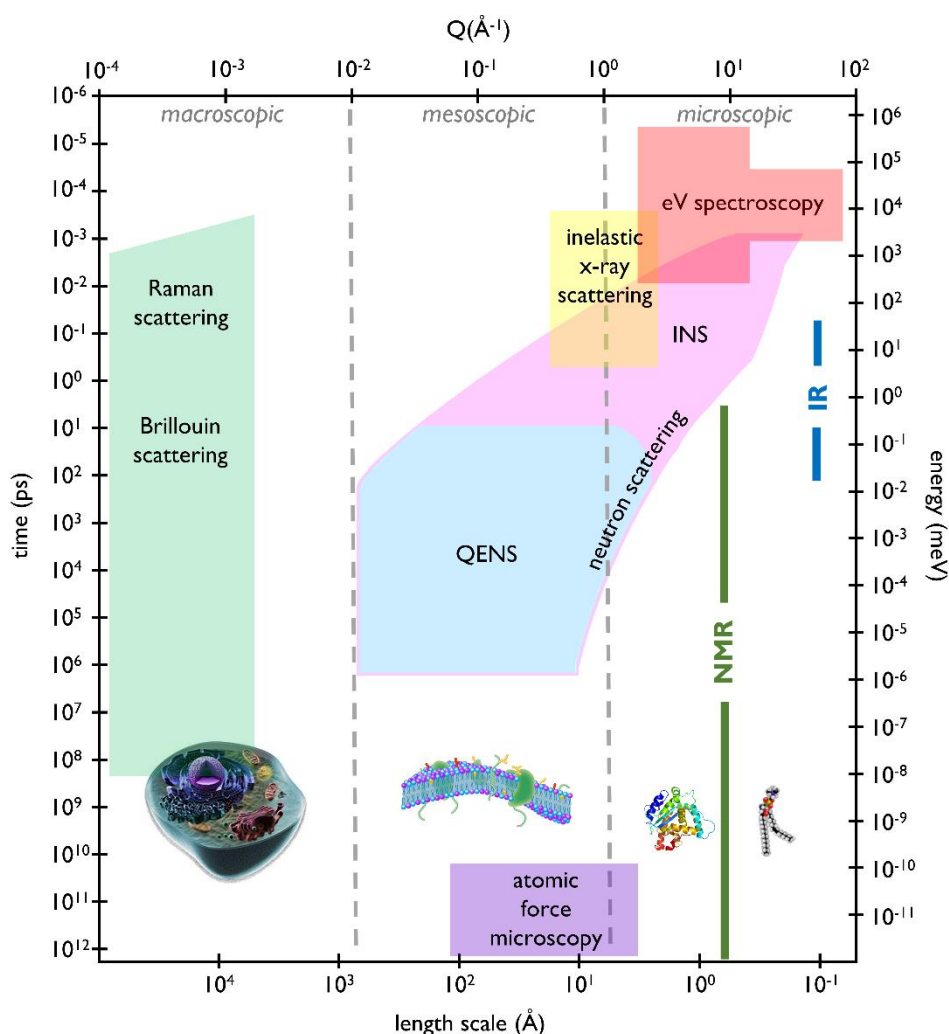 Q(Å⁻¹)
10⁻⁴ 10⁻³ 10⁻² 10⁻¹ 10⁰ 10¹ 10²
macroscopic mesoscopic microscopic
time (ps)
10⁻⁶
10⁻⁵
10⁻⁴
10⁻³
10⁻²
10⁻¹
10⁰
10¹
10²
10³
10⁴
10⁵
10⁶
10⁷
10⁸
10⁹
10¹⁰
10¹¹
10¹²
Raman
scattering
Brillouin
scattering
inelastic
x-ray
scattering
eV spectroscopy
INS
QENS
neutron scattering
NMR
IR
atomic
force
microscopy
10⁶
10⁵
10⁴
10³
10²
10¹
10⁰
10⁻¹
10⁻²
10⁻³
10⁻⁴
10⁻⁵
10⁻⁶
10⁻⁷
10⁻⁸
10⁻⁹
10⁻¹⁰
10⁻¹¹
energy (meV)
10⁴ 10³ 10² 10¹ 10⁰ 10⁻¹
length scale (Å)